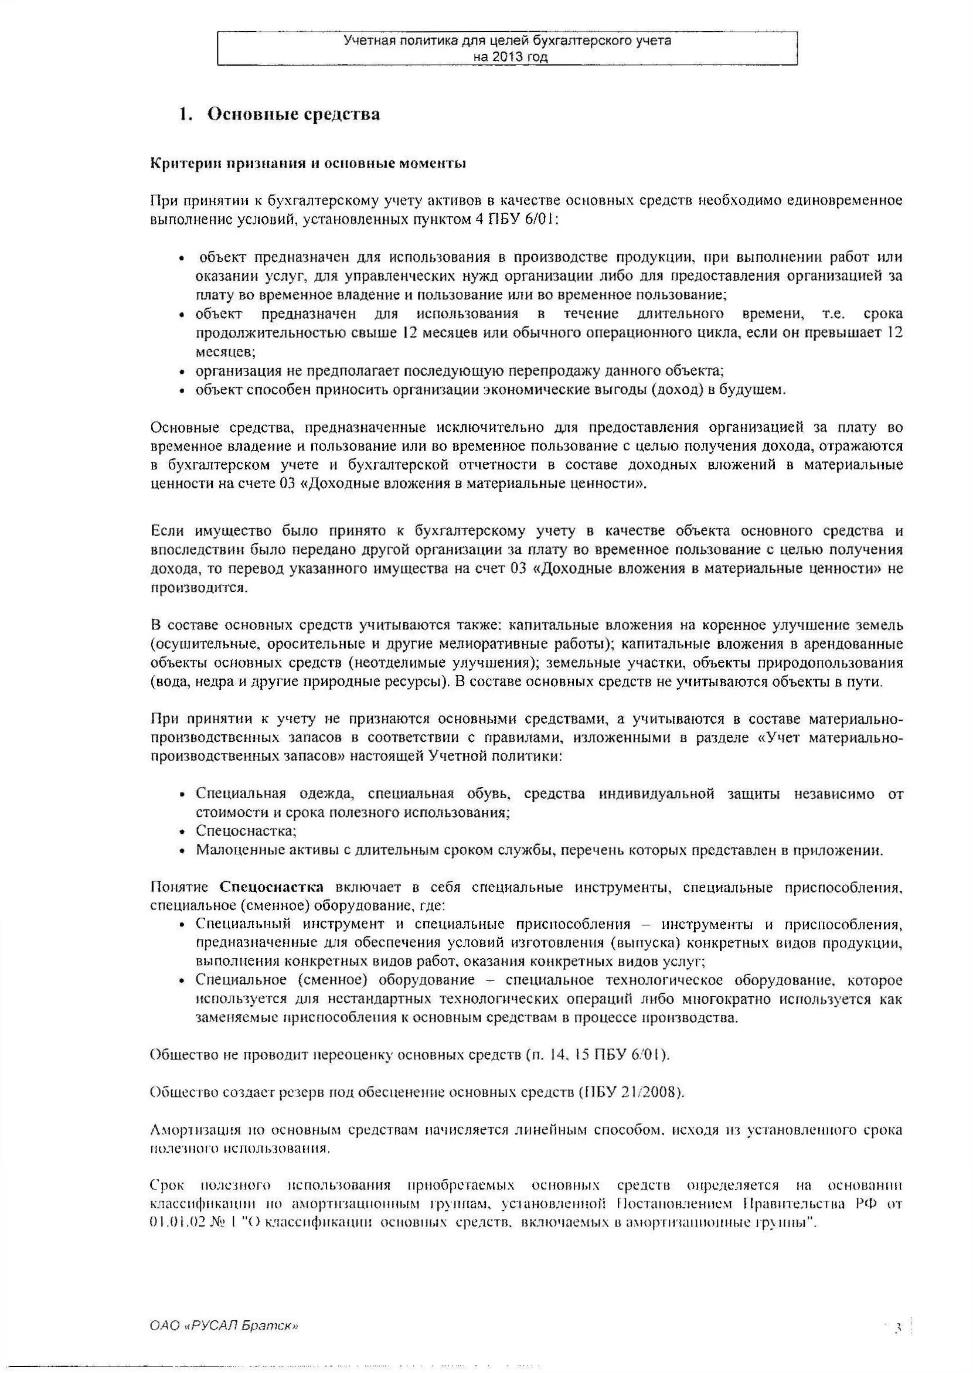 Учетная политика для целей бухгалтерского учета
на 2013 год
1. Основные средства
Критерии признания и основные моменты
При принятии к бухгалтерскому учету активов в качестве основных средств необходимо единовременное
выполнение условий, установленных пунктом 4 ПБУ 6/01:
• объект предназначен для использования в производстве продукции, при выполнении работ или
оказании услуг, для управленческих нужд организации либо для предоставления организацией за
плату во временное владение и пользование или во временное пользование;
• объект предназначен для использования в течение длительного времени, т.е. срока
продолжительностью свыше 12 месяцев или обычного операционного цикла, если он превышает 12
месяцев;
• организация не предполагает последующую перепродажу данного объекта;
• объект способен приносить организации экономические выгоды (доход) в будущем.
Основные средства, предназначенные исключительно для предоставления организацией за плату во
временное владение и пользование или во временное пользование с целью получения дохода, отражаются
в бухгалтерском учете и бухгалтерской отчетности в составе доходных вложений в материальные
ценности на счете 03 «Доходные вложения в материальные ценности».
Если имущество было принято к бухгалтерскому учету в качестве объекта основного средства и
впоследствии было передано другой организации за плату во временное пользование с целью получения
дохода, то перевод указанного имущества на счет 03 «Доходные вложения в материальные ценности» не
производится.
В составе основных средств учитываются также: капитальные вложения на коренное улучшение земель
(осушительные, оросительные и другие мелиоративные работы); капитальные вложения в арендованные
объекты основных средств (неотделимые улучшения); земельные участки, объекты природопользования
(вода, недра и другие природные ресурсы). В составе основных средств не учитываются объекты в пути.
При принятии к учету не признаются основными средствами, а учитываются в составе материально-
производственных запасов в соответствии с правилами, изложенными в разделе «Учет материально-
производственных запасов» настоящей Учетной политики:
• Специальная одежда, специальная обувь, средства индивидуальной защиты независимо от
стоимости и срока полезного использования;
• Спецоснастка;
• Малоценные активы с длительным сроком службы, перечень которых представлен в приложении.
Понятие Спецоснастка включает в себя специальные инструменты, специальные приспособления,
специальное (сменное) оборудование, где:
• Специальный инструмент и специальные приспособления – инструменты и приспособления,
предназначенные для обеспечения условий изготовления (выпуска) конкретных видов продукции,
выполнения конкретных видов работ, оказания конкретных видов услуг;
• Специальное (сменное) оборудование – специальное технологическое оборудование, которое
используется для нестандартных технологических операций либо многократно используется как
заменяемые приспособления к основным средствам в процессе производства.
Общество не проводит переоценку основных средств (п. 14, 15 ПБУ 6/01).
Общество создает резерв под обесценение основных средств (ПБУ 21/2008).
Амортизация по основным средствам начисляется линейным способом, исходя из установленного срока
полезного использования.
Срок полезного использования приобретаемых основных средств определяется на основании
классификации по амортизационным группам, установленной Постановлением Правительства РФ от
01.01.02 № 1 "О классификации основных средств, включаемых в амортизационные группы".
ОАО «РУСАЛ Братск»
3